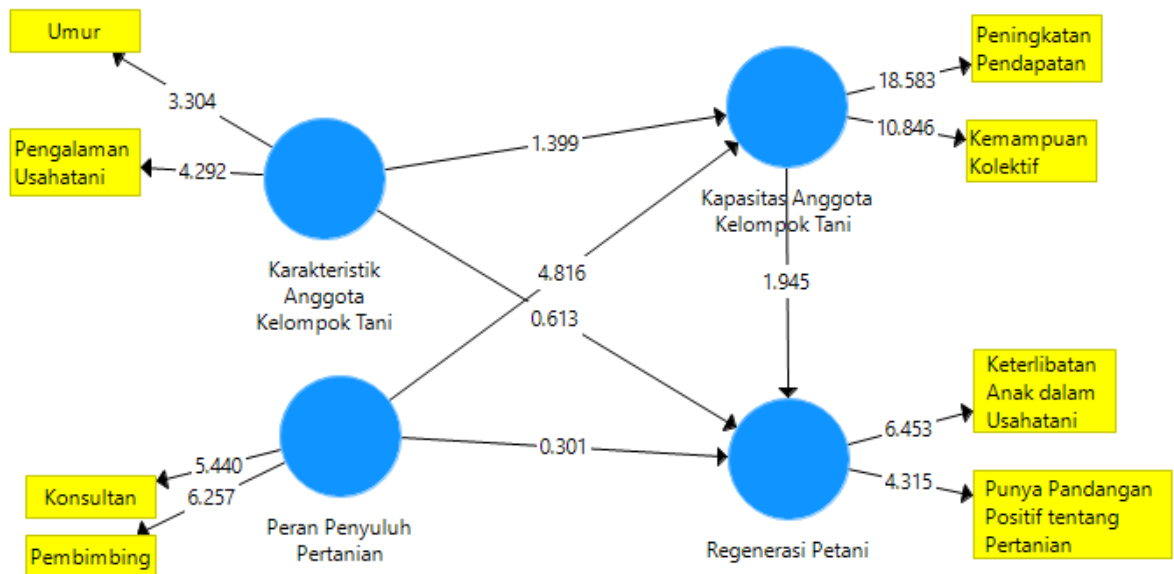 Umur
3.304
Pengalaman
Usahatani
4.292
Karakteristik
Anggota
Kelompok Tani
1.399
Peningkatan
Pendapatan
18.583
10.846
Kemampuan
Kolektif
Kapasitas Anggota
Kelompok Tani
4.816
0.613
1.945
Keterlibatan
Anak dalam
Usahatani
6.453
0.301
4.315
Punya Pandangan
Positif tentang
Pertanian
Regenerasi Petani
5.440
Konsultan
6.257
Pembimbing
Peran Penyuluh
Pertanian